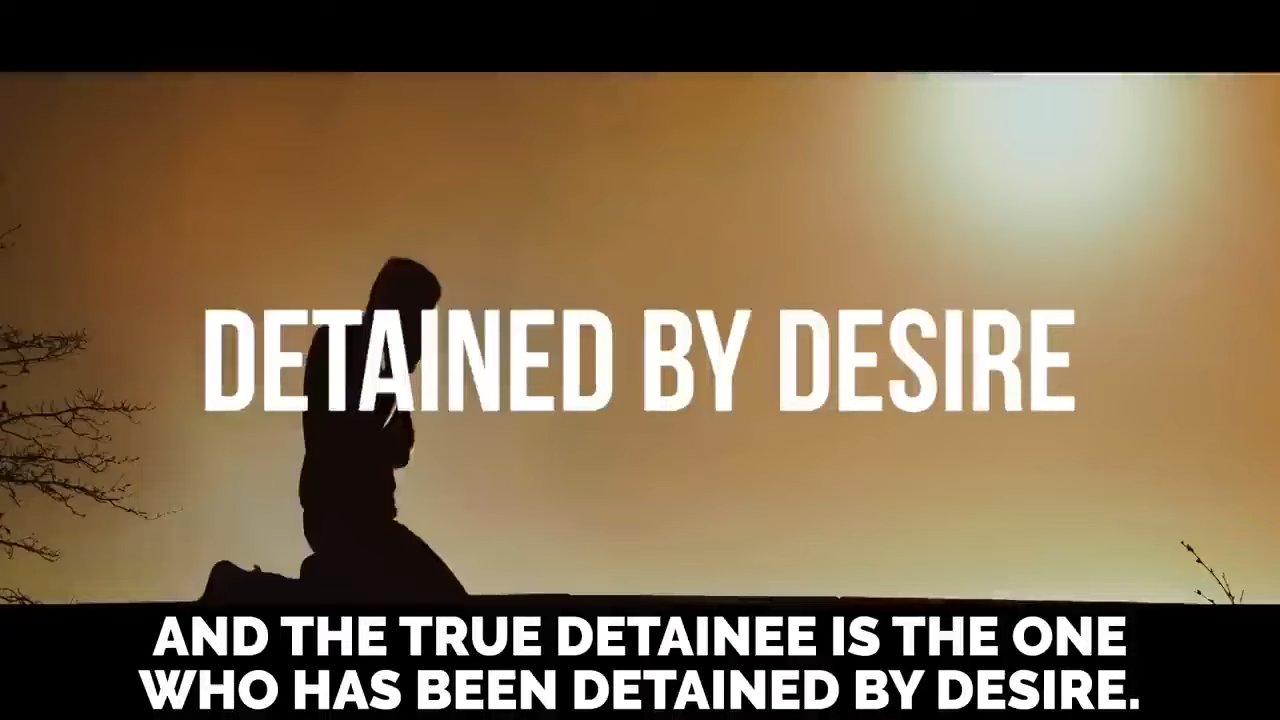 DETAINED BY DESIRE
AND THE TRUE DETAINEE IS THE ONE
WHO HAS BEEN DETAINED BY DESIRE.